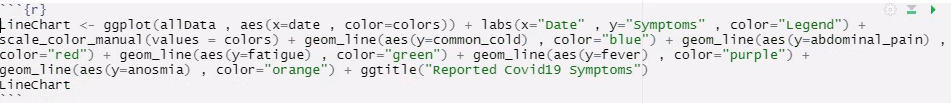 ```{r}
LineChart <- ggplot(allData , aes(x=date , color=colors)) + labs(x="Date" , y="Symptoms" , color="Legend") +
scale_color_manual(values = colors) + geom_line(aes(y=common_cold) , color="blue") + geom_line(aes(y=abdominal_pain) ,
color="red") + geom_line(aes(y=fatigue) , color="green") + geom_line(aes(y=fever) , color="purple") +
geom_line(aes(y=anosmia) , color="orange") + ggtitle("Reported Covid19 Symptoms")
LineChart
```